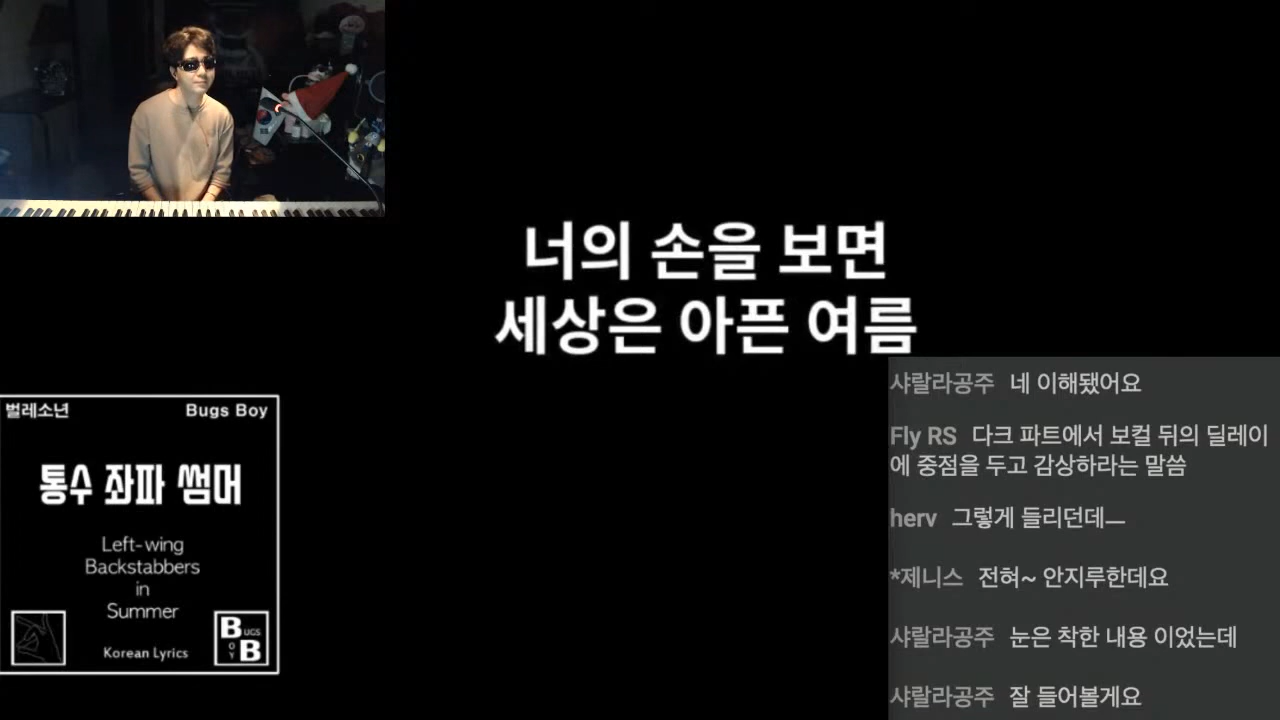 너의 손을 보면
세상은 아픈 여름
벌레소년
Bugs Boy
통수 좌파 썸머
Left-wing
Backstabbers
in
Summer
Korean Lyrics
BUGS
BOY
샤랄라공주 네 이해됐어요
Fly RS 다크 파트에서 보컬 뒤의 딜레이
에 중점을 두고 감상하라는 말씀
herv 그렇게 들리던데ㅡ
*제니스 전혀~ 안지루한데요
샤랄라공주 눈은 착한 내용 이었는데
샤랄라공주 잘 들어볼게요